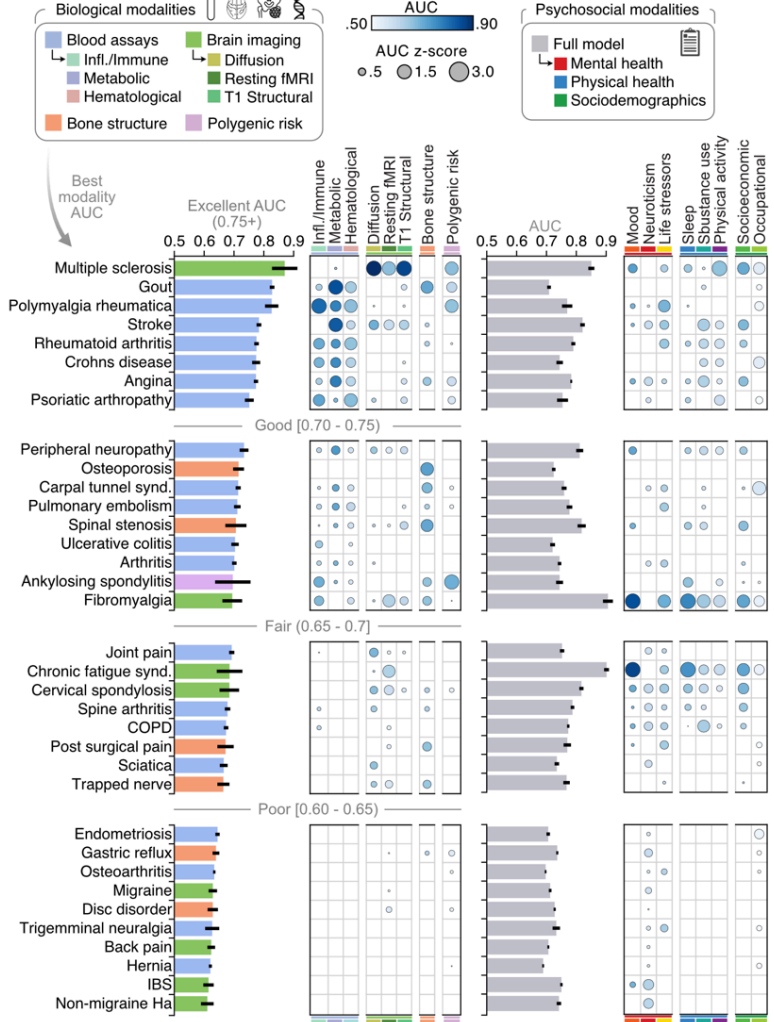 Biological modalities
Blood assays
Infl./Immune
Metabolic
Hematological
Bone structure
Brain imaging
Diffusion
Resting fMRI
T1 Structural
Polygenic risk
AUC
.50 .90
AUC z-score
.5 1.5 3.0
Psychosocial modalities
Full model
Mental health
Physical health
Sociodemographics
Best
modality
AUC
Excellent AUC
(0.75+)
0.5 0.6 0.7 0.8 0.9
Infl./Immune
Metabolic
Hematological
Diffusion
Resting fMRI
T1 Structural
Bone structure
Polygenic risk
AUC
0.5 0.6 0.7 0.8 0.9
Mood
Neuroticism
Life stressors
Sleep
Sbustance use
Physical activity
Socioeconomic
Occupational
Multiple sclerosis
Gout
Polymyalgia rheumatica
Stroke
Rheumatoid arthritis
Crohns disease
Angina
Psoriatic arthropathy
Good [0.70 - 0.75)
Peripheral neuropathy
Osteoporosis
Carpal tunnel synd.
Pulmonary embolism
Spinal stenosis
Ulcerative colitis
Arthritis
Ankylosing spondylitis
Fibromyalgia
Fair (0.65 - 0.7]
Joint pain
Chronic fatigue synd.
Cervical spondylosis
Spine arthritis
COPD
Post surgical pain
Sciatica
Trapped nerve
Poor [0.60 - 0.65)
Endometriosis
Gastric reflux
Osteoarthritis
Migraine
Disc disorder
Trigemminal neuralgia
Back pain
Hernia
IBS
Non-migraine Ha